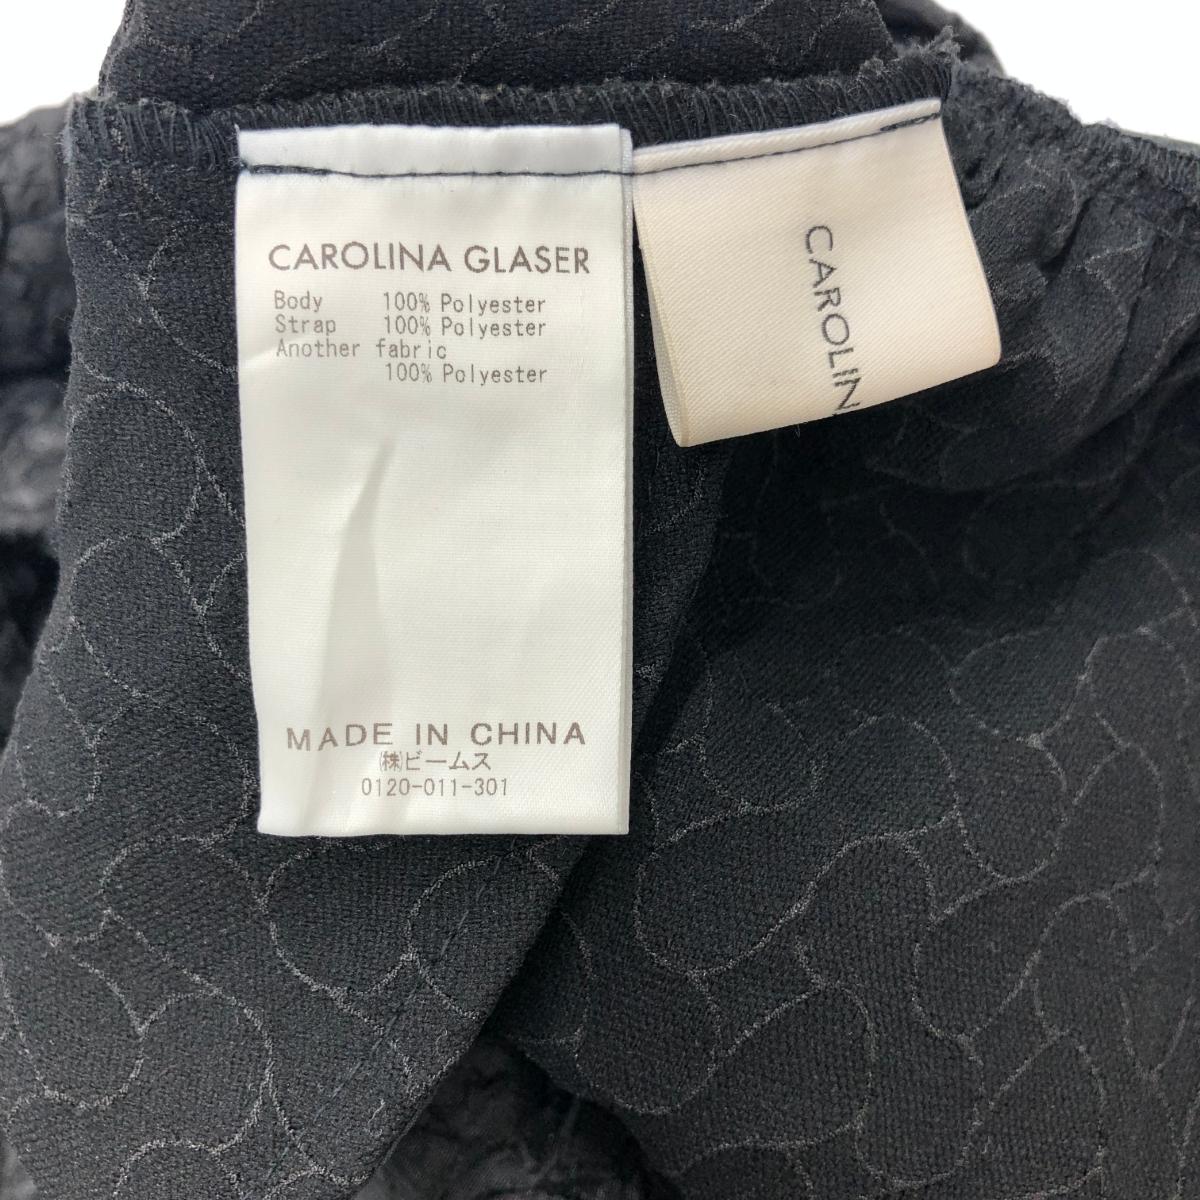 CAROLINA GLASER
Body 100% Polyester
Strap 100% Polyester
Another fabric
100% Polyester
MADE IN CHINA
㈱ビームス
0120-011-301
CAROLIN